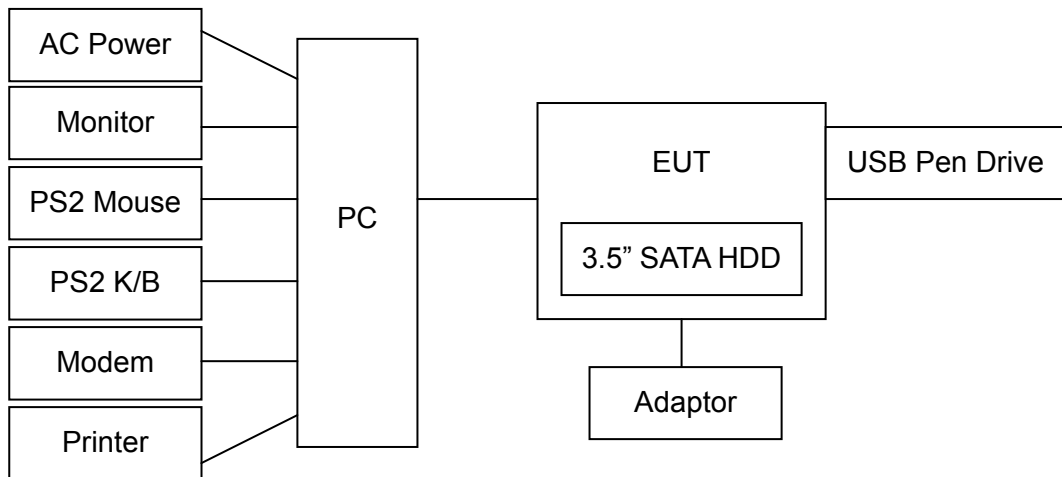 AC Power
Monitor
PS2 Mouse
PS2 K/B
Modem
Printer
PC
EUT
3.5” SATA HDD
USB Pen Drive
Adaptor